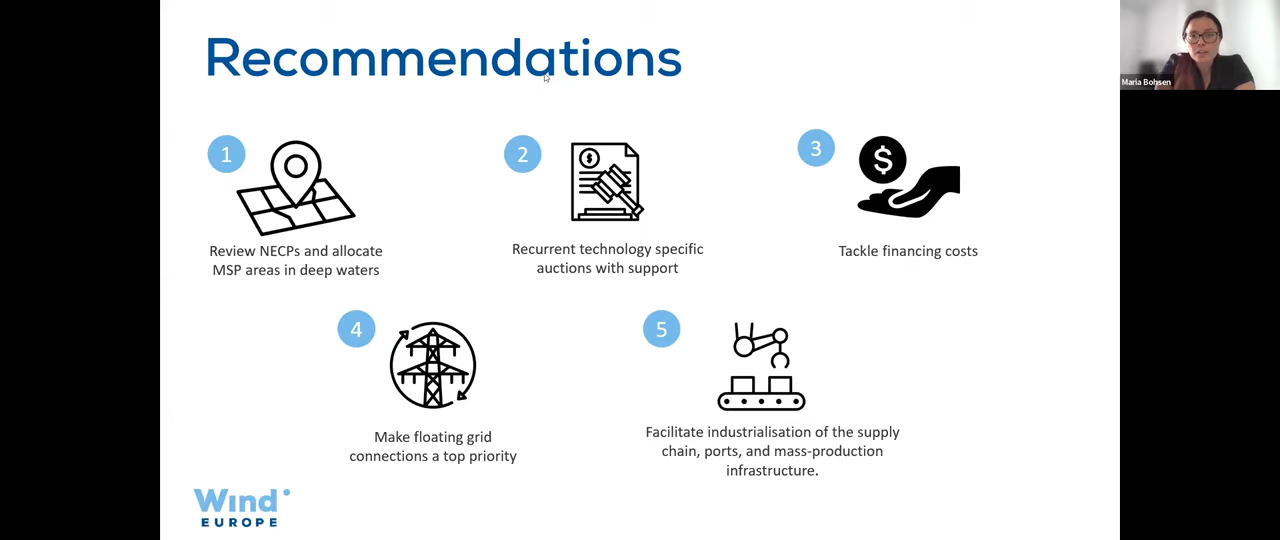 Recommendations
Maria Bohsen
1
2
3
Review NECPs and allocate
MSP areas in deep waters
Recurrent technology specific
auctions with support
Tackle financing costs
4
5
Make floating grid
connections a top priority
Facilitate industrialisation of the supply
chain, ports, and mass-production
infrastructure.
Wind
EUROPE